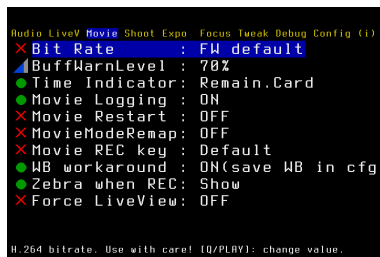 Audio LiveV Movie Shoot Expo Focus Tweak Debug Config (i)
Bit Rate : FW default
BuffWarnLevel : 70%
Time Indicator: Remain.Card
Movie Logging : ON
Movie Restart : OFF
MovieModeRemap: OFF
Movie REC key : Default
WB workaround : ON(save WB in cfg
Zebra when REC: Show
Force LiveView: OFF
H.264 bitrate. Use with care! [Q/PLAY]: change value.